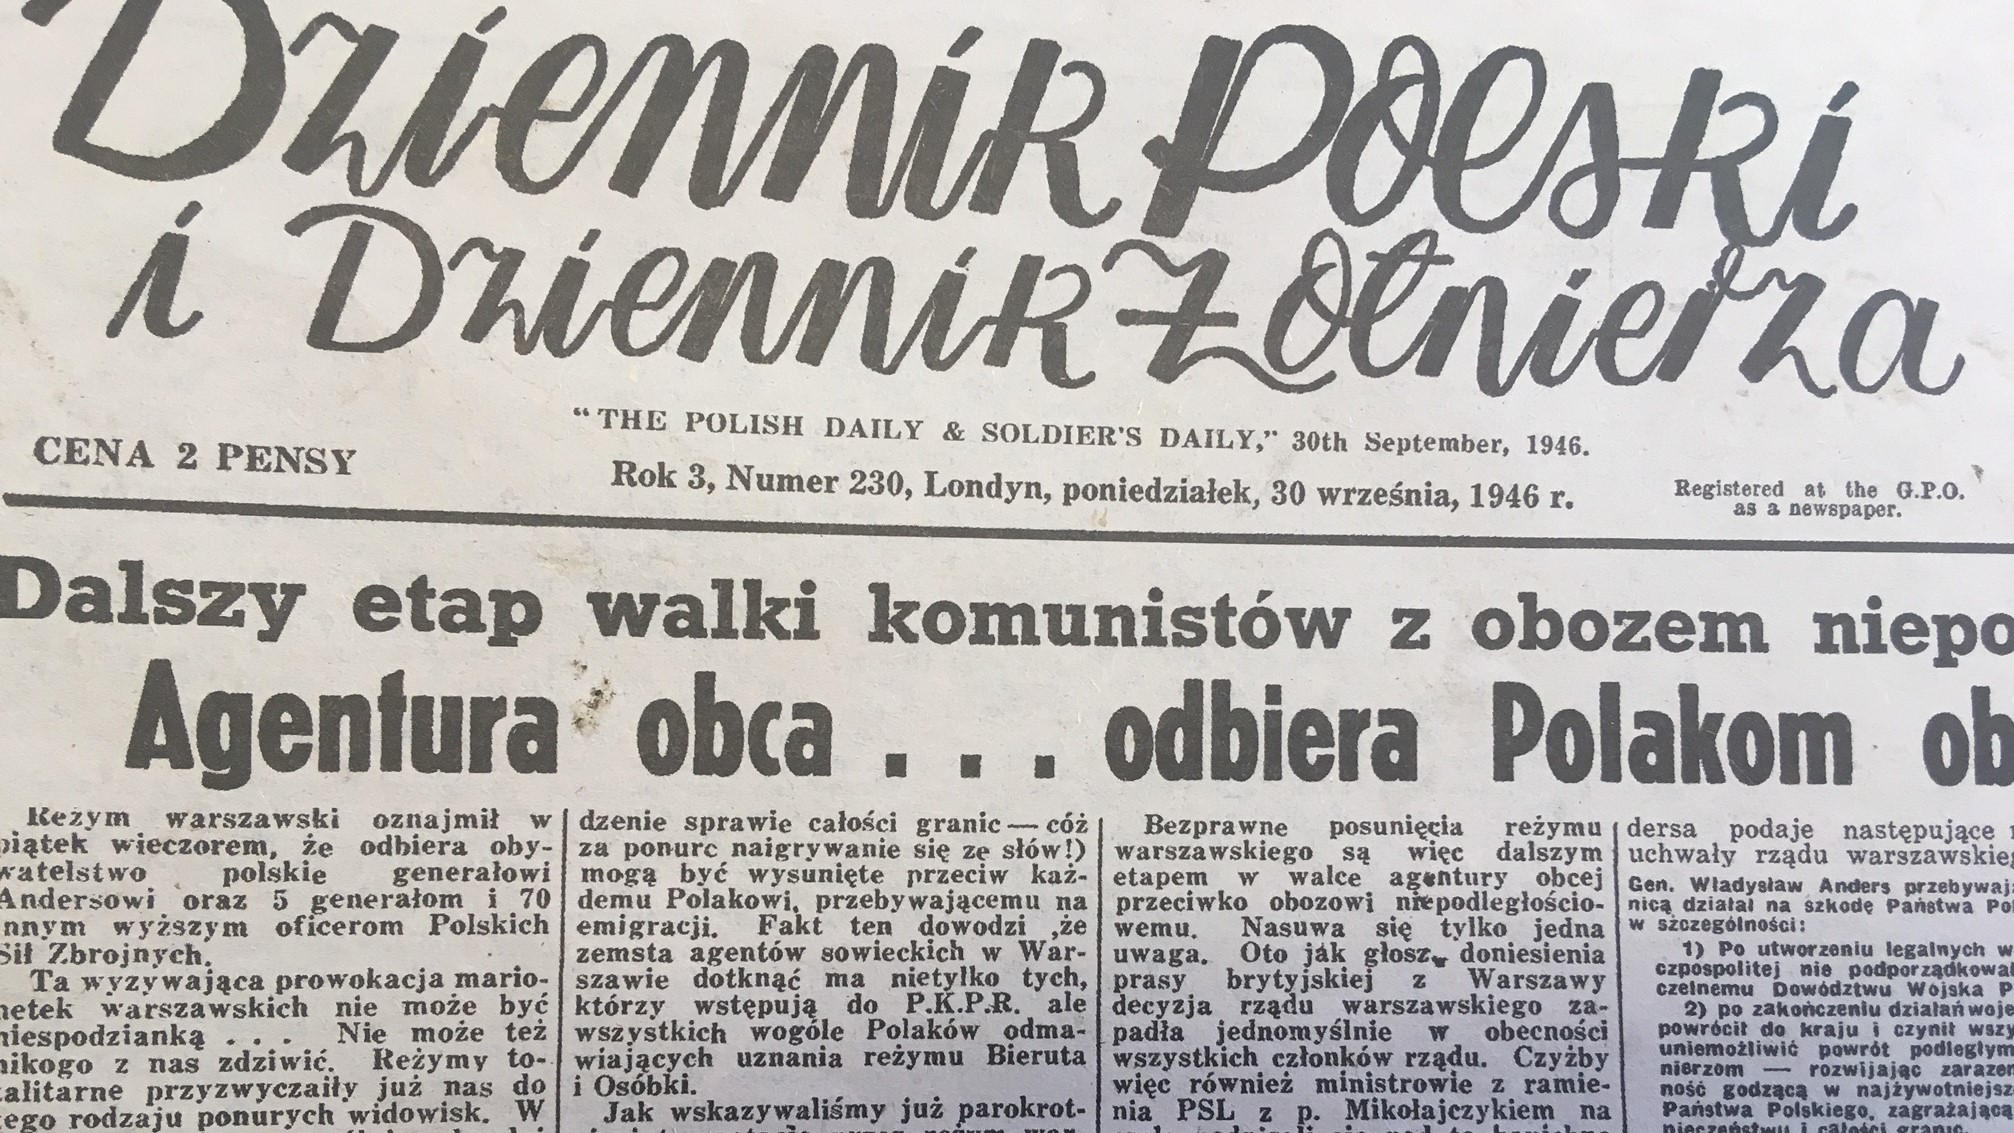 Dziennik Polski
i Dziennik Żołnierza
"THE POLISH DAILY & SOLDIER'S DAILY," 30th September, 1946.
CENA 2 PENSY
Rok 3, Numer 230, Londyn, poniedziałek, 30 września, 1946 r.
Registered at the G.P.O.
as a newspaper.
Dalszy etap walki komunistów z obozem niepo
Agentura obca . . . odbiera Polakom ob
Reżym warszawski oznajmił w
piątek wieczorem, że odbiera oby-
watelstwo polskie generałowi
Andersowi oraz 5 generałom i 70
innym wyższym oficerom Polskich
Sił Zbrojnych.
Ta wyzywająca prowokacja mario-
netek warszawskich nie może być
niespodzianką . . . Nie może też
nikogo z nas zdziwić. Reżymy to-
talitarne przyzwyczaiły już nas do
tego rodzaju ponurych widowisk. W
dzenie sprawie całości granic — cóż
za ponurc naigrywanie się ze słów!)
mogą być wysunięte przeciw każ-
demu Polakowi, przebywającemu na
emigracji. Fakt ten dowodzi ,że
zemsta agentów sowieckich w War-
szawie dotknąć ma nietylko tych,
którzy wstępują do P.K.P.R. ale
wszystkich wogóle Polaków odma-
wiających uznania reżymu Bieruta
i Osóbki.
Jak wskazywaliśmy już parokrot-
Bezprawne posunięcia reżymu
warszawskiego są więc dalszym
etapem w walce agentury obcej
przeciwko obozowi niepodległościo-
wemu. Nasuwa się tylko jedna
uwaga. Oto jak głoszą doniesienia
prasy brytyjskiej z Warszawy
decyzja rządu warszawskiego za-
padła jednomyślnie w obecności
wszystkich członków rządu. Czyżby
więc również ministrowie z ramie-
nia PSL z p. Mikołajczykiem na
dersa podaje następujące
uchwały rządu warszawskie
Gen. Władysław Anders przebywaj
nicą działał na szkodę Państwa Po
w szczególności:
1) Po utworzeniu legalnych w
czpospolitej nie podporządkowa
czelnemu Dowództwu Wojska P
2) po zakończeniu działań woje
powrócił do kraju i czynił wszy
uniemożliwić powrót podległym
nierzom — rozwijając zarazem
ność godzącą w najżywotniejsz
Państwa Polskiego, zagrażającą
pieczeństwu i całości granic.